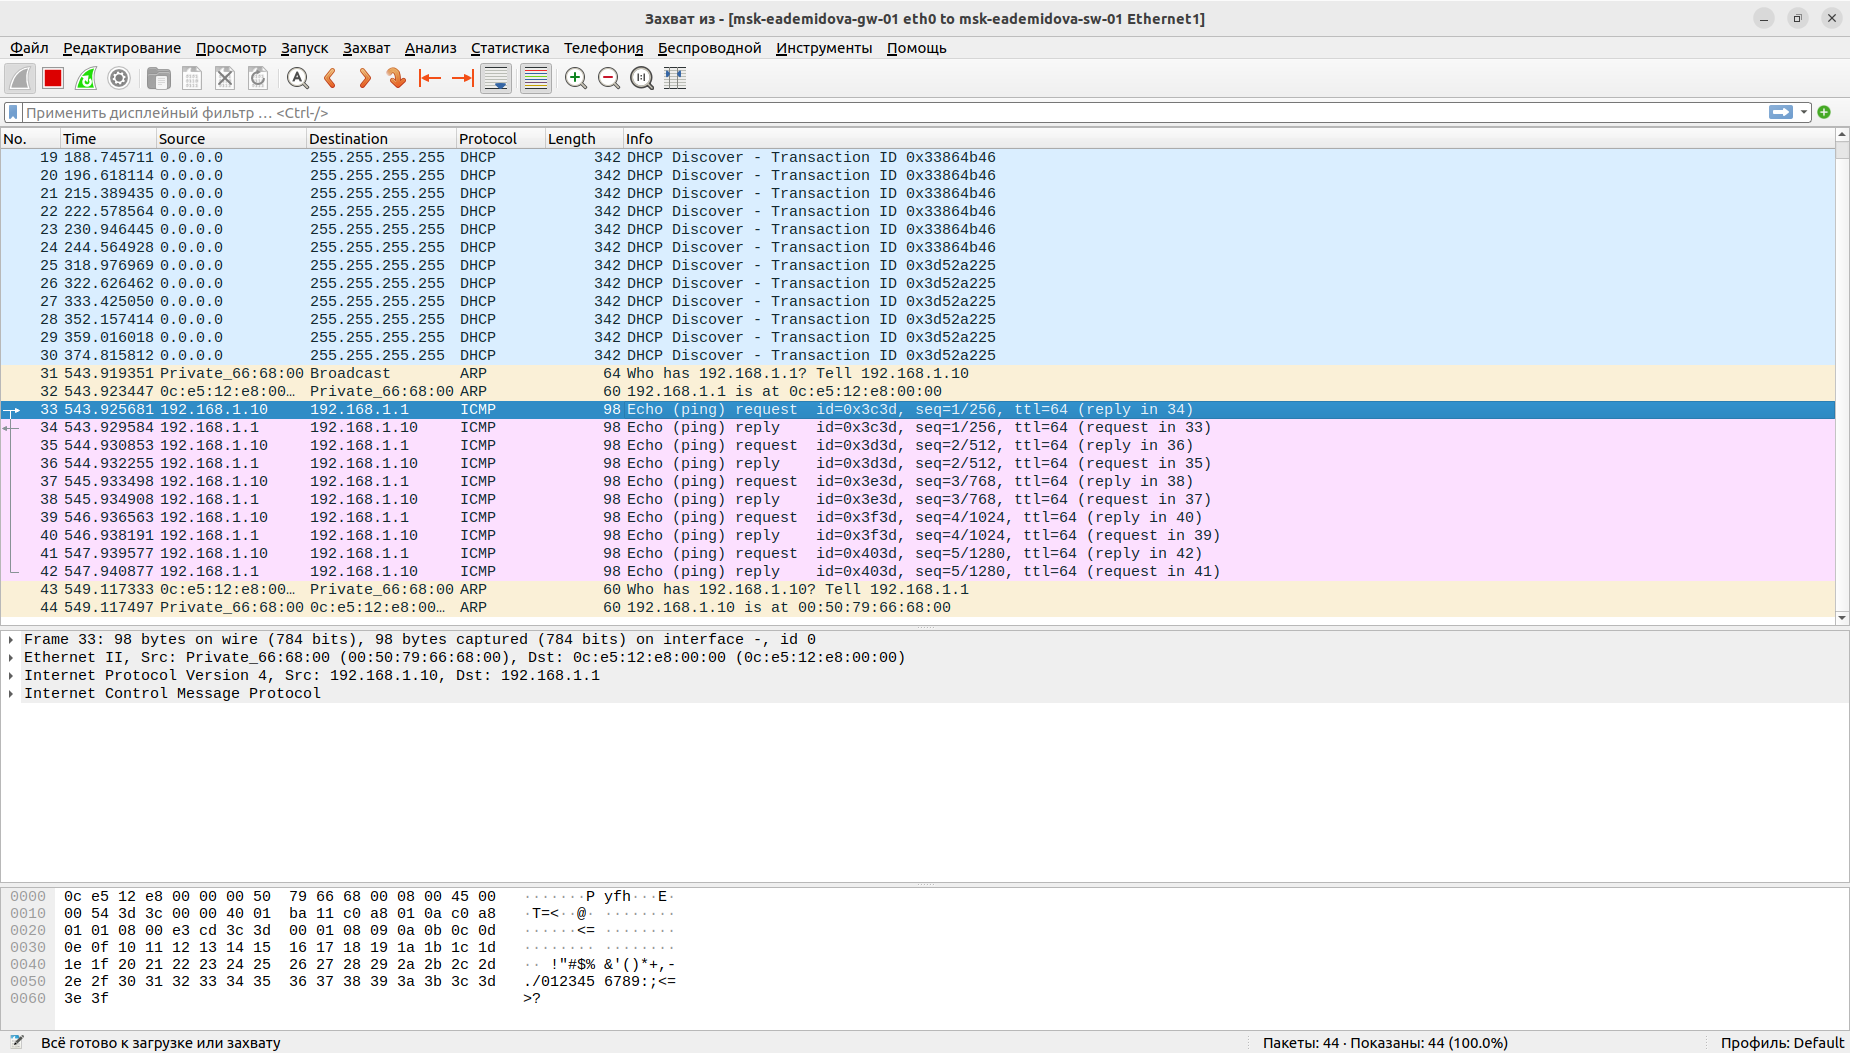 Захват из - [msk-eademidova-gw-01 eth0 to msk-eademidova-sw-01 Ethernet1]
Файл Редактирование Просмотр Запуск Захват Анализ Статистика Телефония Беспроводной Инструменты Помощь
Применить дисплейный фильтр … <Ctrl-/>
No. Time Source Destination Protocol Length Info
19 188.745711 0.0.0.0 255.255.255.255 DHCP 342 DHCP Discover - Transaction ID 0x33864b46
20 196.618114 0.0.0.0 255.255.255.255 DHCP 342 DHCP Discover - Transaction ID 0x33864b46
21 215.389435 0.0.0.0 255.255.255.255 DHCP 342 DHCP Discover - Transaction ID 0x33864b46
22 222.578564 0.0.0.0 255.255.255.255 DHCP 342 DHCP Discover - Transaction ID 0x33864b46
23 230.946445 0.0.0.0 255.255.255.255 DHCP 342 DHCP Discover - Transaction ID 0x33864b46
24 244.564928 0.0.0.0 255.255.255.255 DHCP 342 DHCP Discover - Transaction ID 0x33864b46
25 318.976969 0.0.0.0 255.255.255.255 DHCP 342 DHCP Discover - Transaction ID 0x3d52a225
26 322.626462 0.0.0.0 255.255.255.255 DHCP 342 DHCP Discover - Transaction ID 0x3d52a225
27 333.425050 0.0.0.0 255.255.255.255 DHCP 342 DHCP Discover - Transaction ID 0x3d52a225
28 352.157414 0.0.0.0 255.255.255.255 DHCP 342 DHCP Discover - Transaction ID 0x3d52a225
29 359.016018 0.0.0.0 255.255.255.255 DHCP 342 DHCP Discover - Transaction ID 0x3d52a225
30 374.815812 0.0.0.0 255.255.255.255 DHCP 342 DHCP Discover - Transaction ID 0x3d52a225
31 543.919351 Private_66:68:00 Broadcast ARP 64 Who has 192.168.1.1? Tell 192.168.1.10
32 543.923447 0c:e5:12:e8:00… Private_66:68:00 ARP 60 192.168.1.1 is at 0c:e5:12:e8:00:00
33 543.925681 192.168.1.10 192.168.1.1 ICMP 98 Echo (ping) request id=0x3c3d, seq=1/256, ttl=64 (reply in 34)
34 543.929584 192.168.1.1 192.168.1.10 ICMP 98 Echo (ping) reply id=0x3c3d, seq=1/256, ttl=64 (request in 33)
35 544.930853 192.168.1.10 192.168.1.1 ICMP 98 Echo (ping) request id=0x3d3d, seq=2/512, ttl=64 (reply in 36)
36 544.932255 192.168.1.1 192.168.1.10 ICMP 98 Echo (ping) reply id=0x3d3d, seq=2/512, ttl=64 (request in 35)
37 545.933498 192.168.1.10 192.168.1.1 ICMP 98 Echo (ping) request id=0x3e3d, seq=3/768, ttl=64 (reply in 38)
38 545.934908 192.168.1.1 192.168.1.10 ICMP 98 Echo (ping) reply id=0x3e3d, seq=3/768, ttl=64 (request in 37)
39 546.936563 192.168.1.10 192.168.1.1 ICMP 98 Echo (ping) request id=0x3f3d, seq=4/1024, ttl=64 (reply in 40)
40 546.938191 192.168.1.1 192.168.1.10 ICMP 98 Echo (ping) reply id=0x3f3d, seq=4/1024, ttl=64 (request in 39)
41 547.939577 192.168.1.10 192.168.1.1 ICMP 98 Echo (ping) request id=0x403d, seq=5/1280, ttl=64 (reply in 42)
42 547.940877 192.168.1.1 192.168.1.10 ICMP 98 Echo (ping) reply id=0x403d, seq=5/1280, ttl=64 (request in 41)
43 549.117333 0c:e5:12:e8:00… Private_66:68:00 ARP 60 Who has 192.168.1.10? Tell 192.168.1.1
44 549.117497 Private_66:68:00 0c:e5:12:e8:00… ARP 60 192.168.1.10 is at 00:50:79:66:68:00
Frame 33: 98 bytes on wire (784 bits), 98 bytes captured (784 bits) on interface -, id 0
Ethernet II, Src: Private_66:68:00 (00:50:79:66:68:00), Dst: 0c:e5:12:e8:00:00 (0c:e5:12:e8:00:00)
Internet Protocol Version 4, Src: 192.168.1.10, Dst: 192.168.1.1
Internet Control Message Protocol
0000 0c e5 12 e8 00 00 00 50 79 66 68 00 08 00 45 00 ·······P yfh···E·
0010 00 54 3d 3c 00 00 40 01 ba 11 c0 a8 01 0a c0 a8 ·T=<··@· ········
0020 01 01 08 00 e3 cd 3c 3d 00 01 08 09 0a 0b 0c 0d ······<= ········
0030 0e 0f 10 11 12 13 14 15 16 17 18 19 1a 1b 1c 1d ········ ········
0040 1e 1f 20 21 22 23 24 25 26 27 28 29 2a 2b 2c 2d ·· !"#$% &'()*+,-
0050 2e 2f 30 31 32 33 34 35 36 37 38 39 3a 3b 3c 3d ./012345 6789:;<=
0060 3e 3f >?
Всё готово к загрузке или захвату Пакеты: 44 · Показаны: 44 (100.0%) Профиль: Default